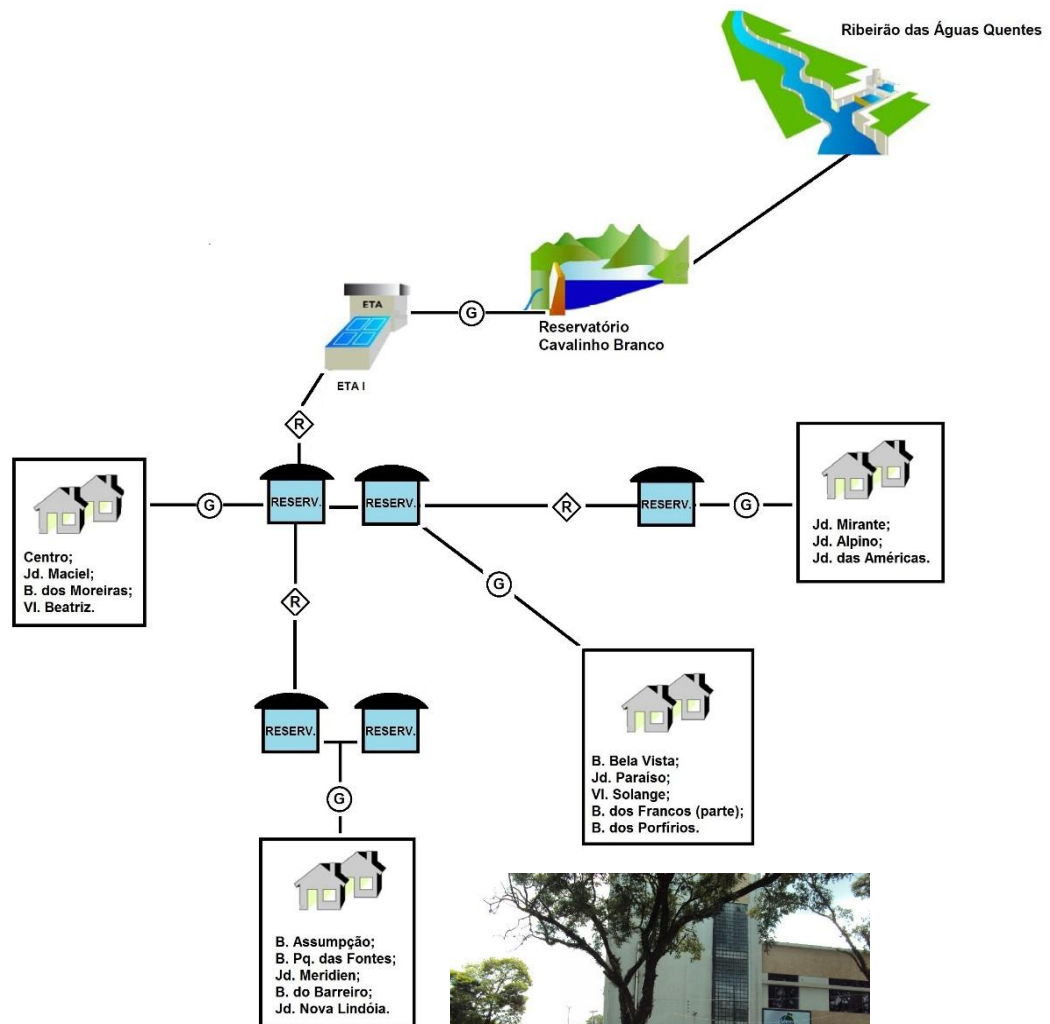 Ribeirão das Águas Quentes
Reservatório
Cavalinho Branco
G
ETA
ETA I
R
RESERV.
RESERV.
RESERV.
G
R
G
Centro;
Jd. Maciel;
B. dos Moreiras;
Vl. Beatriz.
Jd. Mirante;
Jd. Alpino;
Jd. das Américas.
G
R
RESERV.
RESERV.
G
B. Bela Vista;
Jd. Paraíso;
Vl. Solange;
B. dos Francos (parte);
B. dos Porfírios.
B. Assumpção;
B. Pq. das Fontes;
Jd. Meridien;
B. do Barreiro;
Jd. Nova Lindóia.